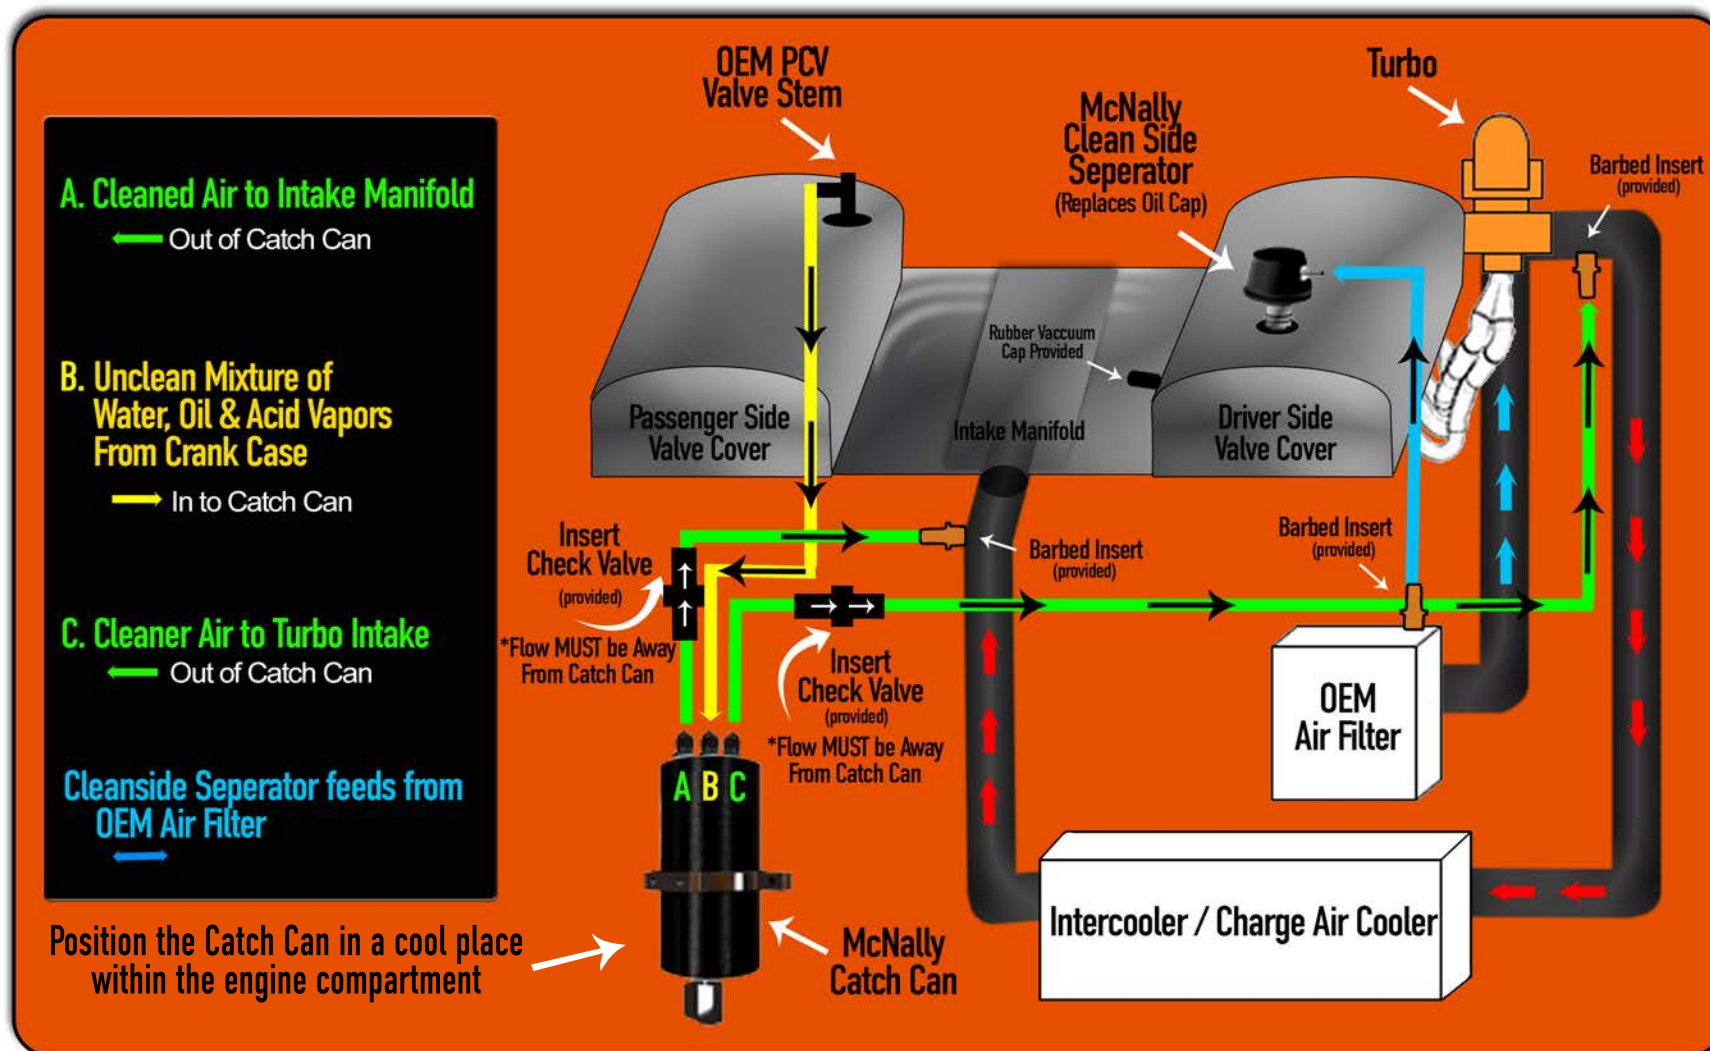 A. Cleaned Air to Intake Manifold
Out of Catch Can
B. Unclean Mixture of
Water, Oil & Acid Vapors
From Crank Case
In to Catch Can
C. Cleaner Air to Turbo Intake
Out of Catch Can
Cleanside Seperator feeds from
OEM Air Filter
Position the Catch Can in a cool place
within the engine compartment
OEM PCV
Valve Stem
McNally
Clean Side
Seperator
(Replaces Oil Cap)
Turbo
Barbed Insert
(provided)
Rubber Vaccuum
Cap Provided
Passenger Side
Valve Cover
Intake Manifold
Driver Side
Valve Cover
Insert
Check Valve
(provided)
*Flow MUST be Away
From Catch Can
Barbed Insert
(provided)
Barbed Insert
(provided)
Insert
Check Valve
(provided)
*Flow MUST be Away
From Catch Can
OEM
Air Filter
A B C
McNally
Catch Can
Intercooler / Charge Air Cooler